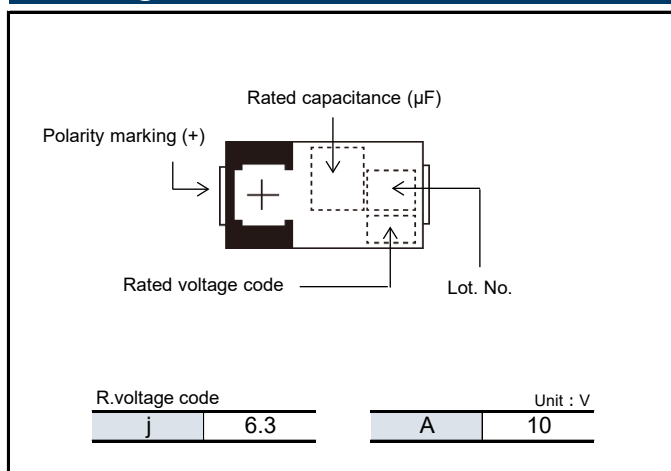 Rated capacitance (μF)
Polarity marking (+)
+
Rated voltage code
Lot. No.
R.voltage code
Unit : V
j 6.3 A 10